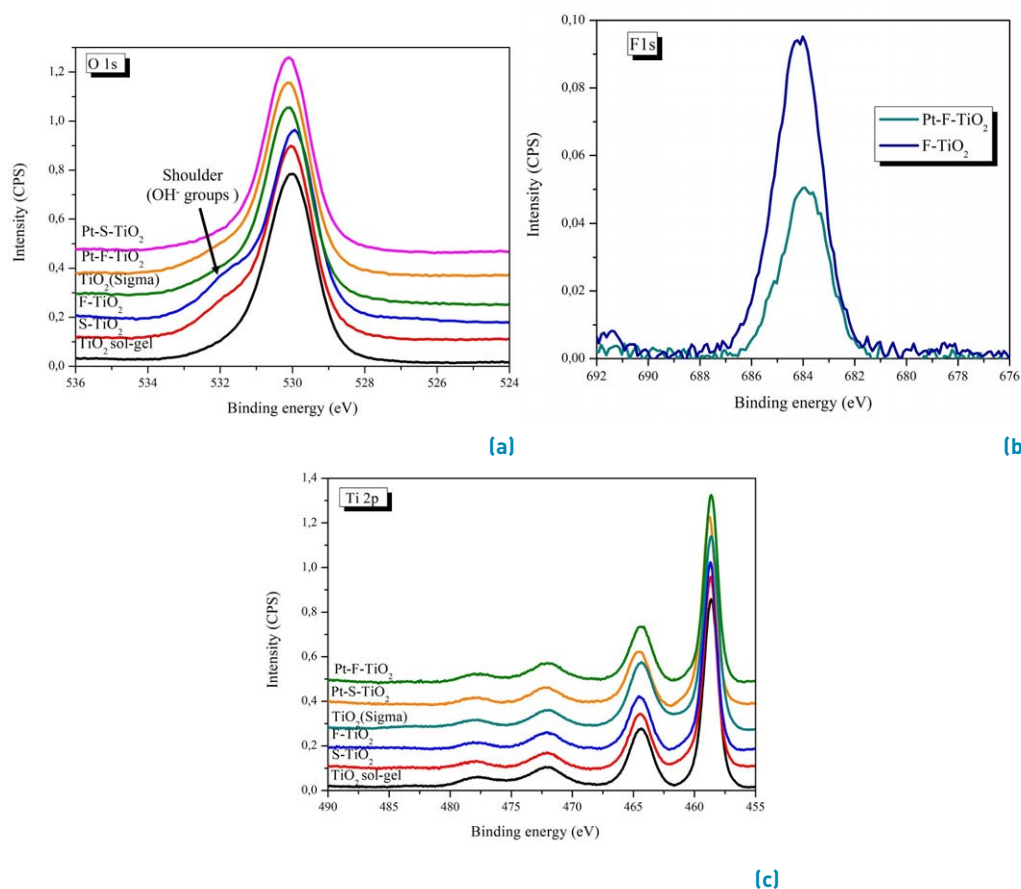 O 1s
1,2
1,0
0,8
0,6
0,4
0,2
0,0
Intensity (CPS)
Shoulder
(OH⁻ groups )
Pt-S-TiO₂
Pt-F-TiO₂
TiO₂(Sigma)
F-TiO₂
S-TiO₂
TiO₂ sol-gel
536 534 532 530 528 526 524
Binding energy (eV)
(a)
F1s
0,10
0,08
0,06
0,04
0,02
0,00
Intensity (CPS)
Pt-F-TiO₂
F-TiO₂
692 690 688 686 684 682 680 678 676
Binding energy (eV)
(b
Ti 2p
1,4
1,2
1,0
0,8
0,6
0,4
0,2
0,0
Intensity (CPS)
Pt-F-TiO₂
Pt-S-TiO₂
TiO₂(Sigma)
F-TiO₂
S-TiO₂
TiO₂ sol-gel
490 485 480 475 470 465 460 455
Binding energy (eV)
(c)